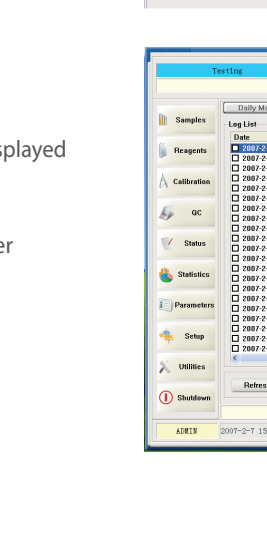 splayed
er
Testing
Daily Ma
Samples
Log List
Date
Reagents
2007-2-
2007-2-
2007-2-
Calibration
2007-2-
2007-2-
2007-2-
QC
2007-2-
2007-2-
2007-2-
Status
2007-2-
2007-2-
2007-2-
Statistics
2007-2-
2007-2-
2007-2-
Parameters
2007-2-
2007-2-
2007-2-
Setup
2007-2-
2007-2-
2007-2-
Utilities
Refres
Shutdown
ADMIN
2007-2-7 15